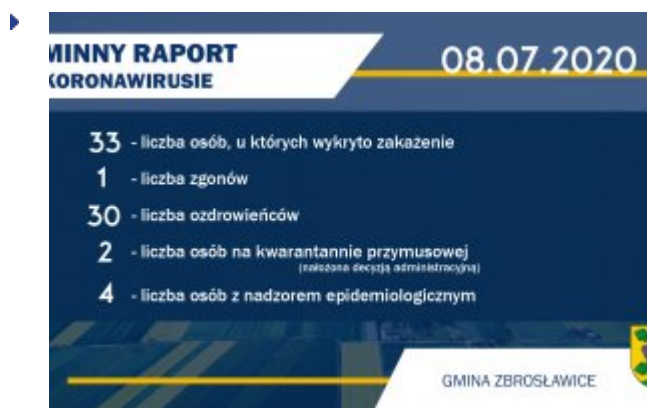 MINNY RAPORT
KORONAWIRUSIE
08.07.2020
33 - liczba osób, u których wykryto zakażenie
1 - liczba zgonów
30 - liczba ozdrowieńców
2 - liczba osób na kwarantannie przymusowej
(nałożona decyzją administracyjną)
4 - liczba osób z nadzorem epidemiologicznym
GMINA ZBROSŁAWICE